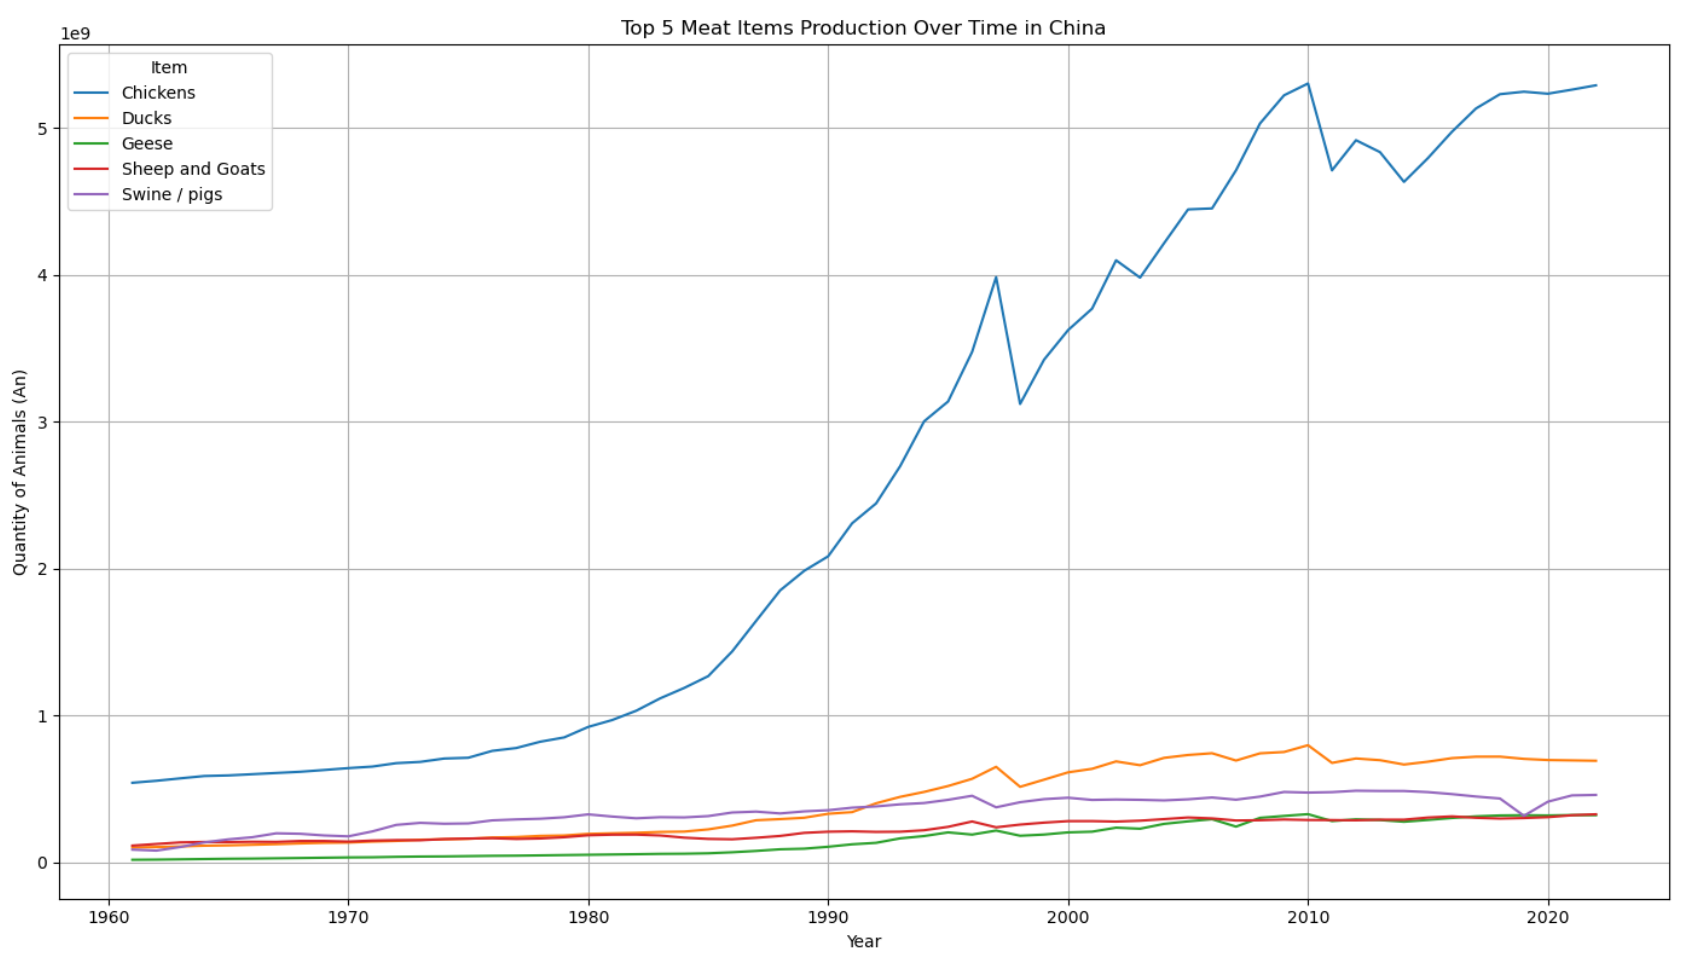 Top 5 Meat Items Production Over Time in China
1e9
Item
Chickens
Ducks
Geese
Sheep and Goats
Swine / pigs
5
4
3
2
1
0
Quantity of Animals (An)
1960 1970 1980 1990 2000 2010 2020
Year